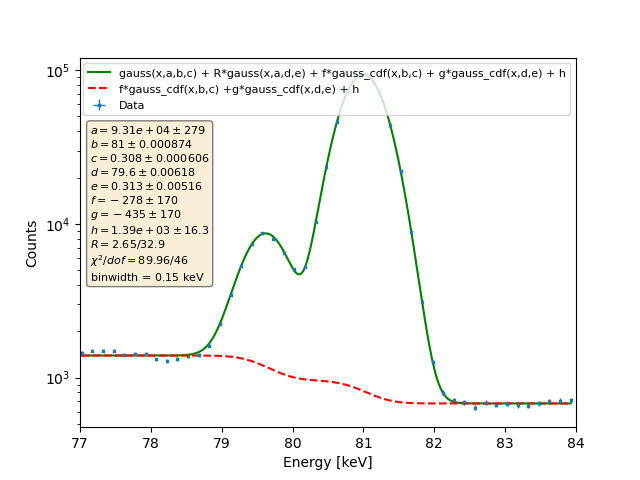 10⁵
10⁴
10³
Counts
gauss(x,a,b,c) + R*gauss(x,a,d,e) + f*gauss_cdf(x,b,c) + g*gauss_cdf(x,d,e) + h
f*gauss_cdf(x,b,c) +g*gauss_cdf(x,d,e) + h
Data
a = 9.31e + 04 ± 279
b = 81 ± 0.000874
c = 0.308 ± 0.000606
d = 79.6 ± 0.00618
e = 0.313 ± 0.00516
f = − 278 ± 170
g = − 435 ± 170
h = 1.39e + 03 ± 16.3
R = 2.65/32.9
χ²/dof = 89.96/46
binwidth = 0.15 keV
77 78 79 80 81 82 83 84
Energy [keV]